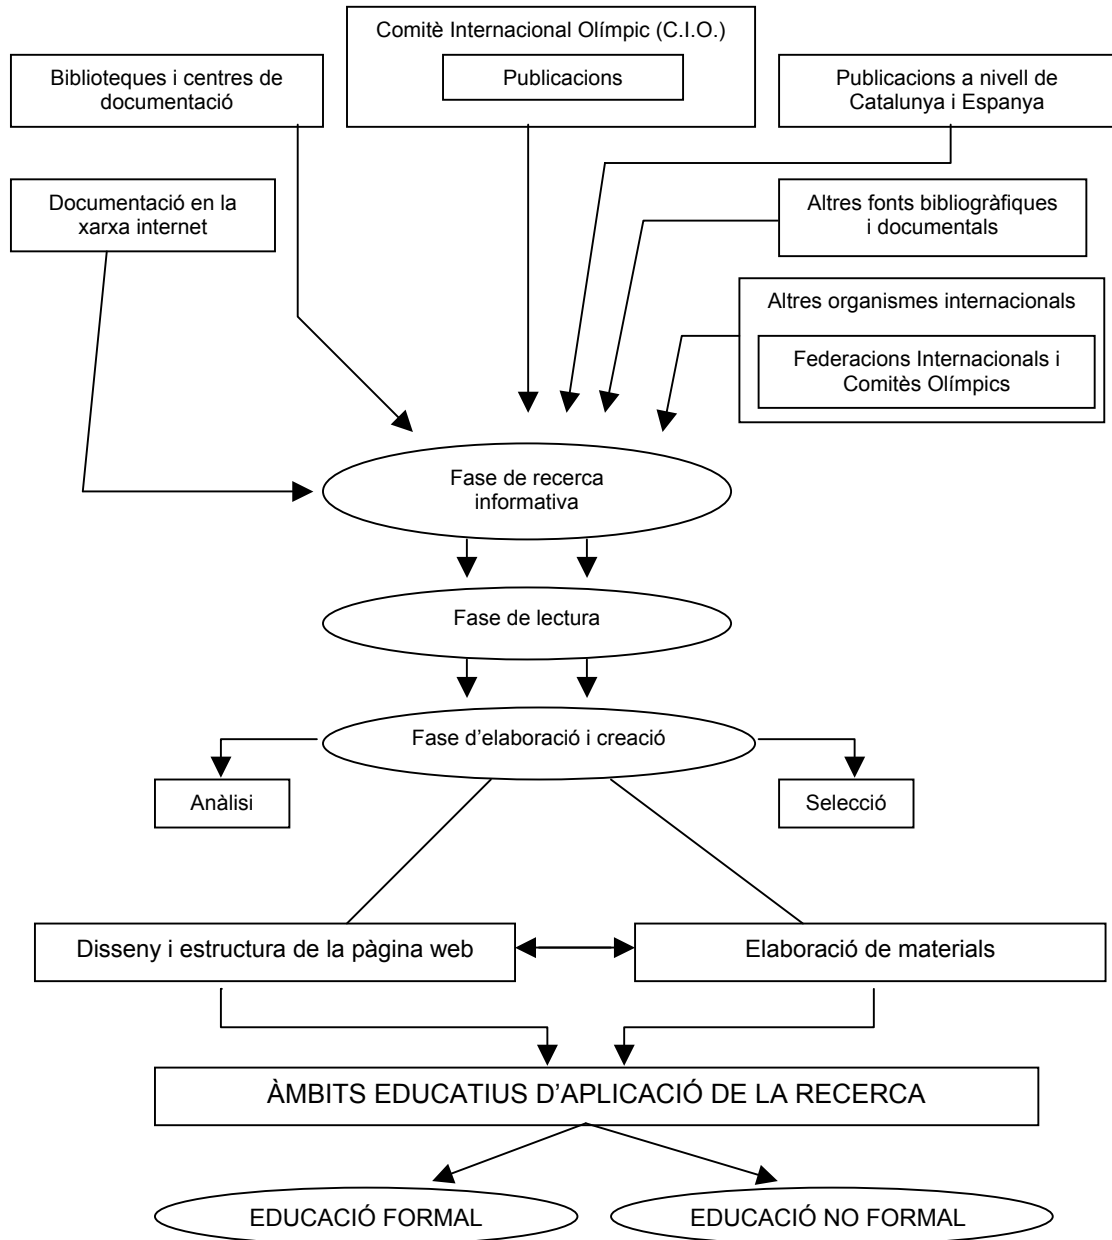 Comitè Internacional Olímpic (C.I.O.)
Publicacions
Biblioteques i centres de
documentació
Publicacions a nivell de
Catalunya i Espanya
Documentació en la
xarxa internet
Altres fonts bibliogràfiques
i documentals
Altres organismes internacionals
Federacions Internacionals i
Comitès Olímpics
Fase de recerca
informativa
Fase de lectura
Fase d’elaboració i creació
Anàlisi
Selecció
Disseny i estructura de la pàgina web
Elaboració de materials
ÀMBITS EDUCATIUS D’APLICACIÓ DE LA RECERCA
EDUCACIÓ FORMAL
EDUCACIÓ NO FORMAL